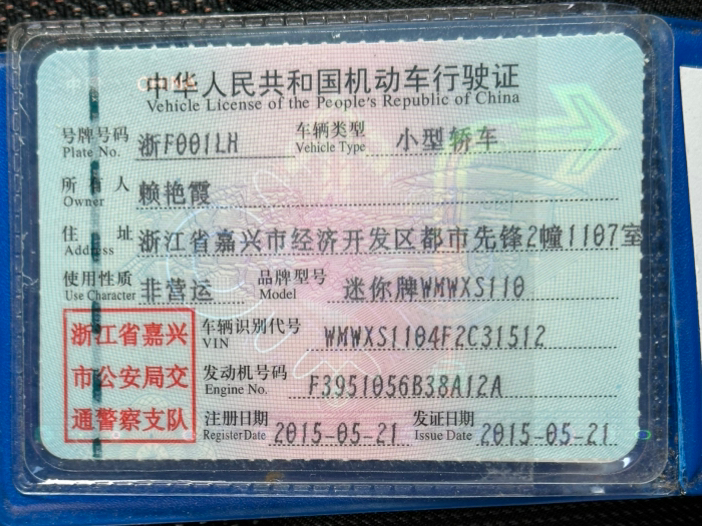 中华人民共和国机动车行驶证
Vehicle License of the People's Republic of China
号牌号码 浙F001LH 车辆类型 小型轿车
Plate No. Vehicle Type
所有人 赖艳霞
Owner
住址 浙江省嘉兴市经济开发区都市先锋2幢1107室
Address
使用性质 非营运 品牌型号 迷你牌WMWXS110
Use Character Model
浙江省嘉兴
市公安局交
通警察支队
车辆识别代号 WMWXS1104F2C31512
VIN
发动机号码 F3951056B38A12A
Engine No.
注册日期 2015-05-21 发证日期 2015-05-21
Register Date Issue Date